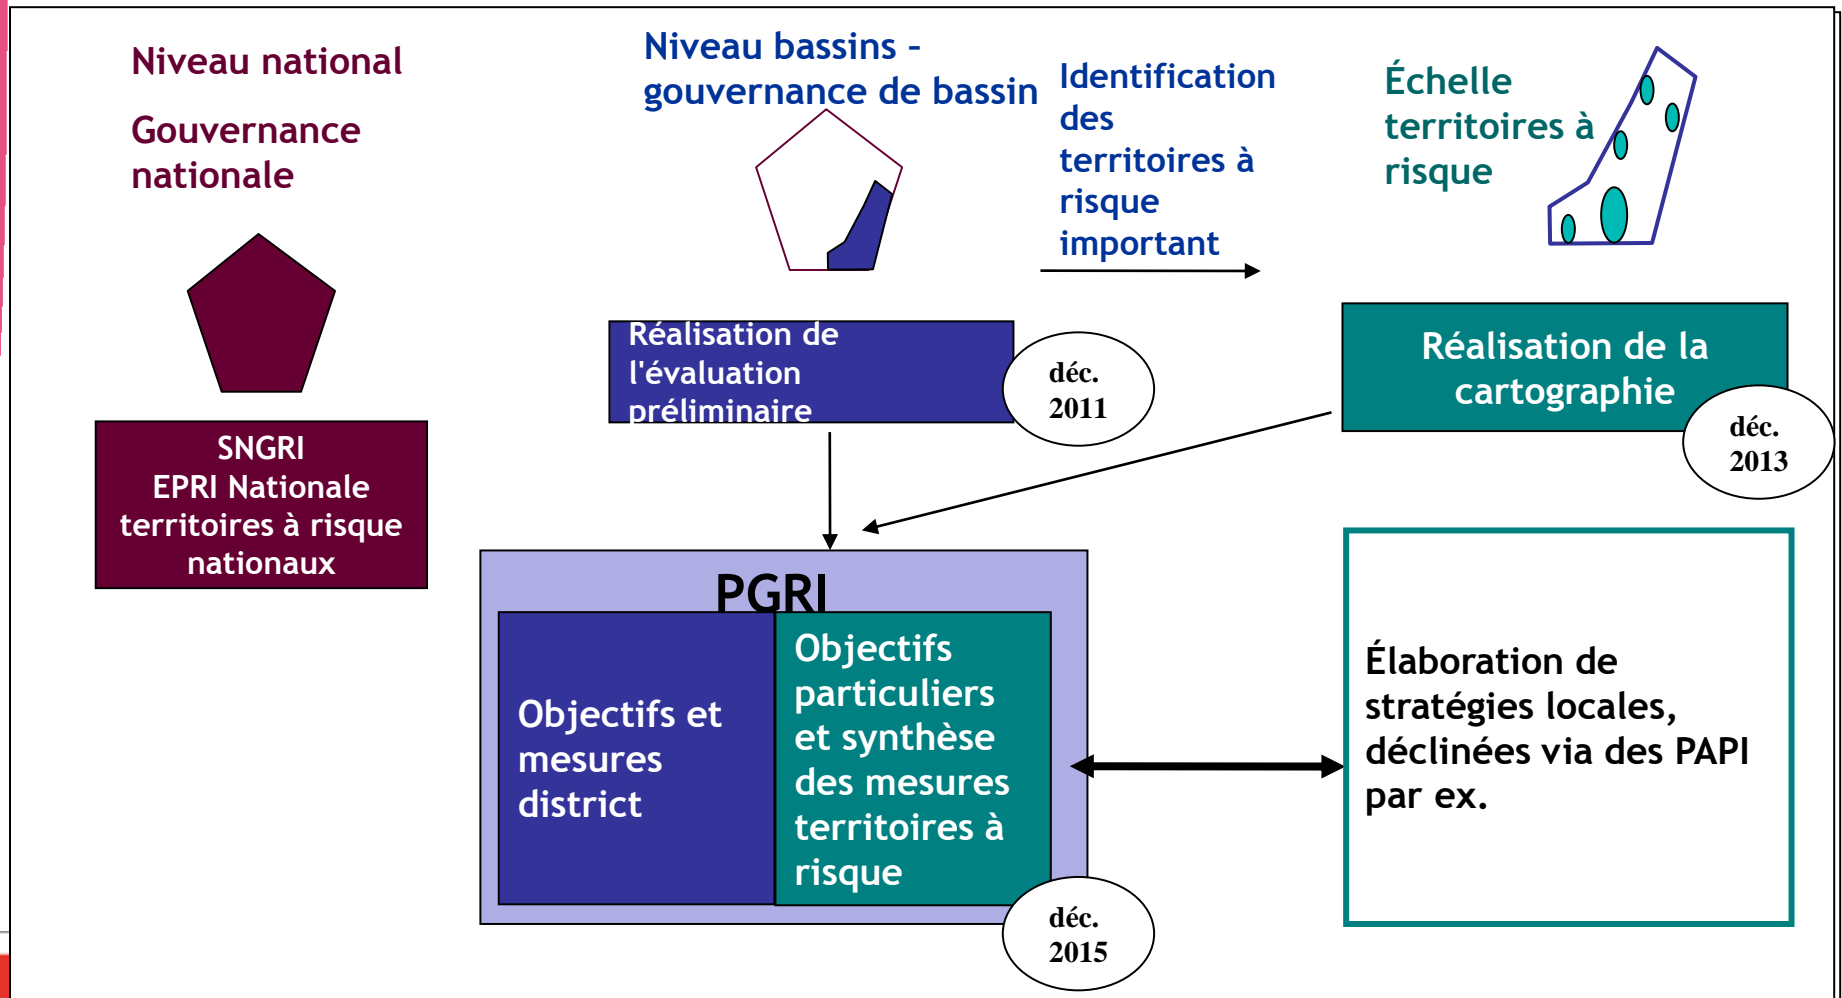 Niveau national
Gouvernance
nationale
SNGRI
EPRI Nationale
territoires à risque
nationaux
Niveau bassins –
gouvernance de bassin
Identification
des
territoires à
risque
important
Échelle
territoires à
risque
Réalisation de
l'évaluation
préliminaire
déc.
2011
Réalisation de la
cartographie
déc.
2013
PGRI
Objectifs et
mesures
district
Objectifs
particuliers
et synthèse
des mesures
territoires à
risque
déc.
2015
Élaboration de
stratégies locales,
déclinées via des PAPI
par ex.